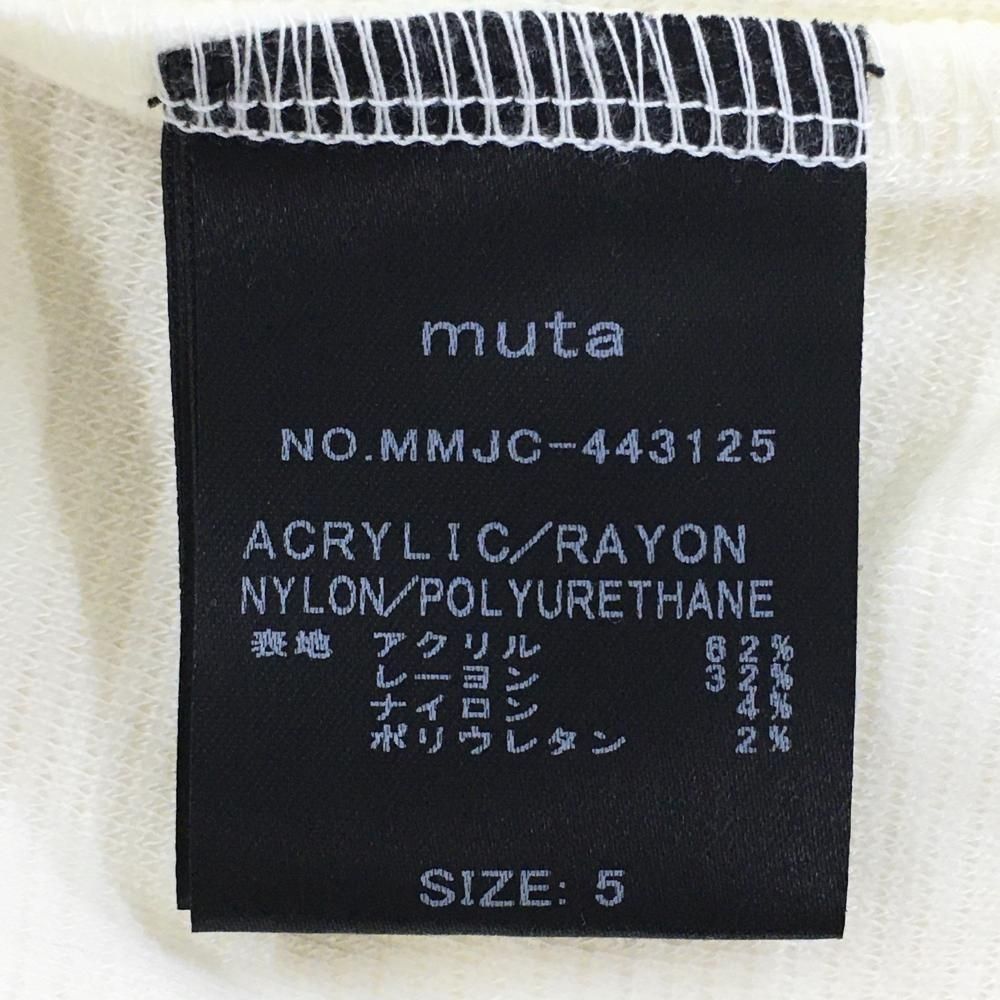 muta
NO.MMJC-443125
ACRYLIC/RAYON
NYLON/POLYURETHANE
表地 アクリル 62%
レーヨン 32%
ナイロン 4%
ポリウレタン 2%
SIZE: 5